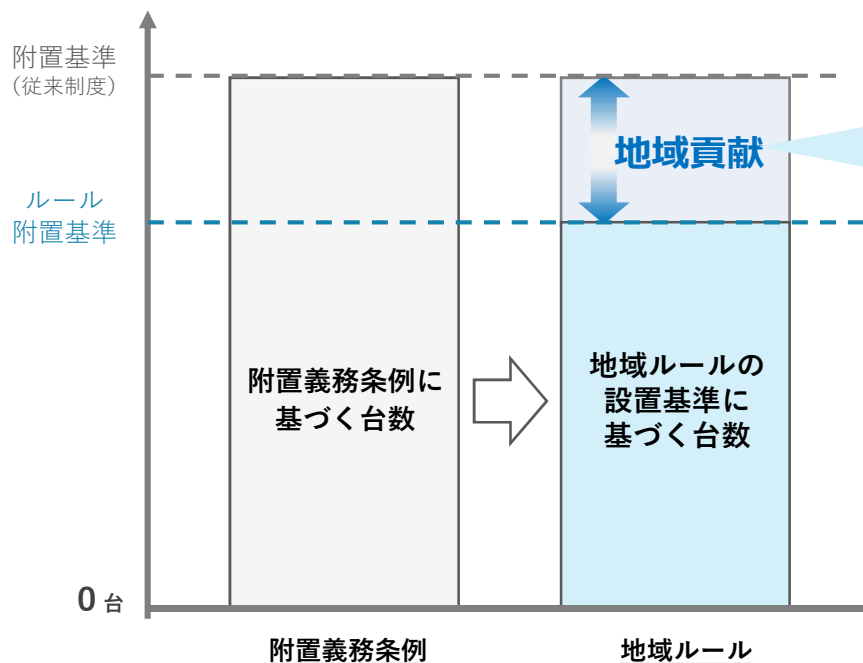 附置基準
（従来制度）
ルール
附置基準
地域貢献
附置義務条例に
基づく台数
地域ルールの
設置基準に
基づく台数
0 台
附置義務条例
地域ルール